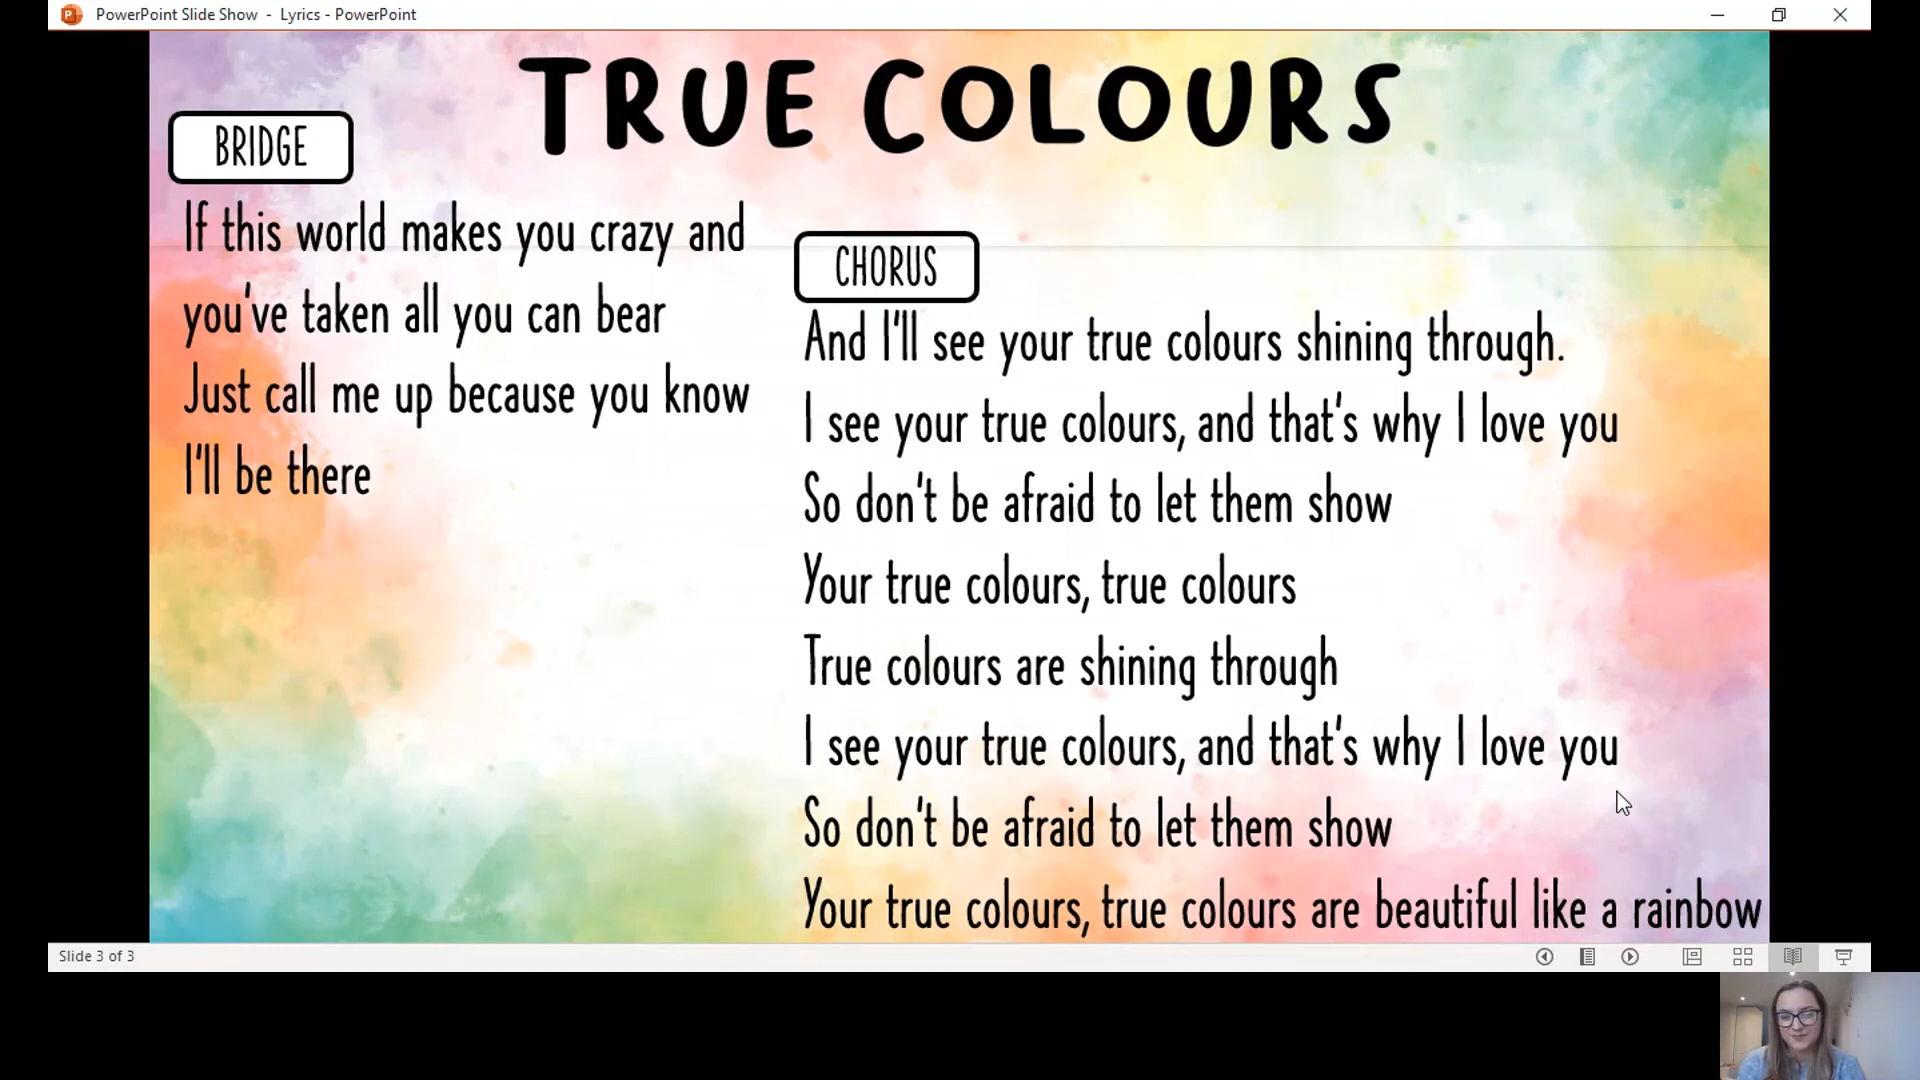 PowerPoint Slide Show - Lyrics - PowerPoint
TRUE COLOURS
BRIDGE
If this world makes you crazy and
you've taken all you can bear
Just call me up because you know
I'll be there
CHORUS
And I'll see your true colours shining through.
I see your true colours, and that's why I love you
So don't be afraid to let them show
Your true colours, true colours
True colours are shining through
I see your true colours, and that's why I love you
So don't be afraid to let them show
Your true colours, true colours are beautiful like a rainbow
Slide 3 of 3